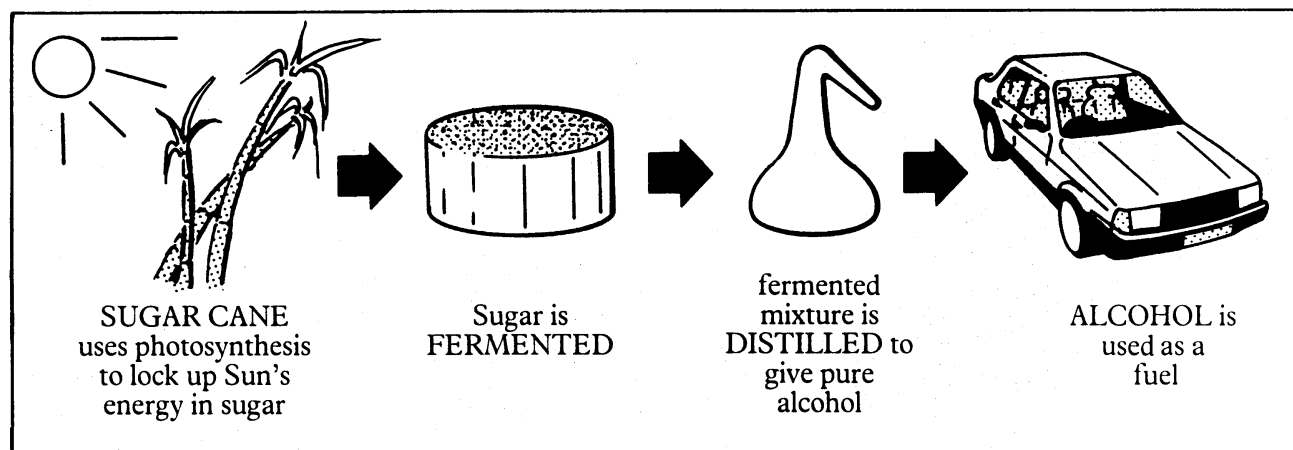 SUGAR CANE
uses photosynthesis
to lock up Sun's
energy in sugar
Sugar is
FERMENTED
fermented
mixture is
DISTILLED to
give pure
alcohol
ALCOHOL is
used as a
fuel